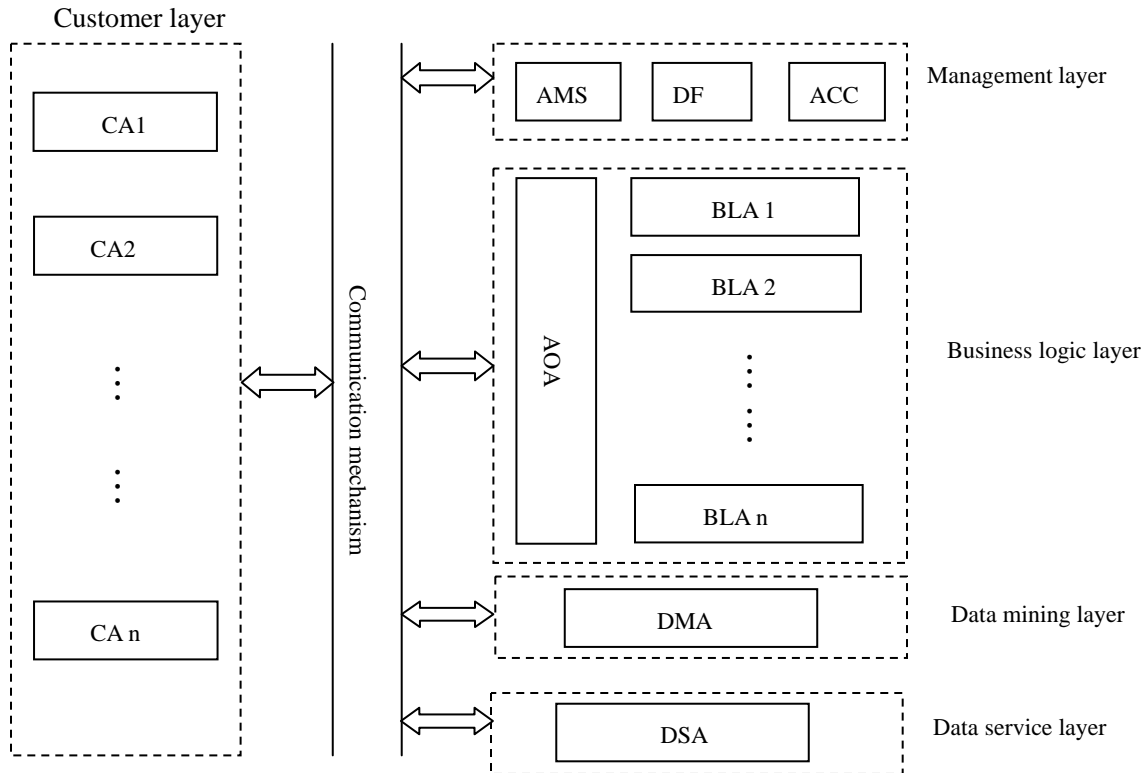 Customer layer
CA1
CA2
CA n
Communication mechanism
AMS
DF
ACC
Management layer
AOA
BLA 1
BLA 2
BLA n
Business logic layer
DMA
Data mining layer
DSA
Data service layer